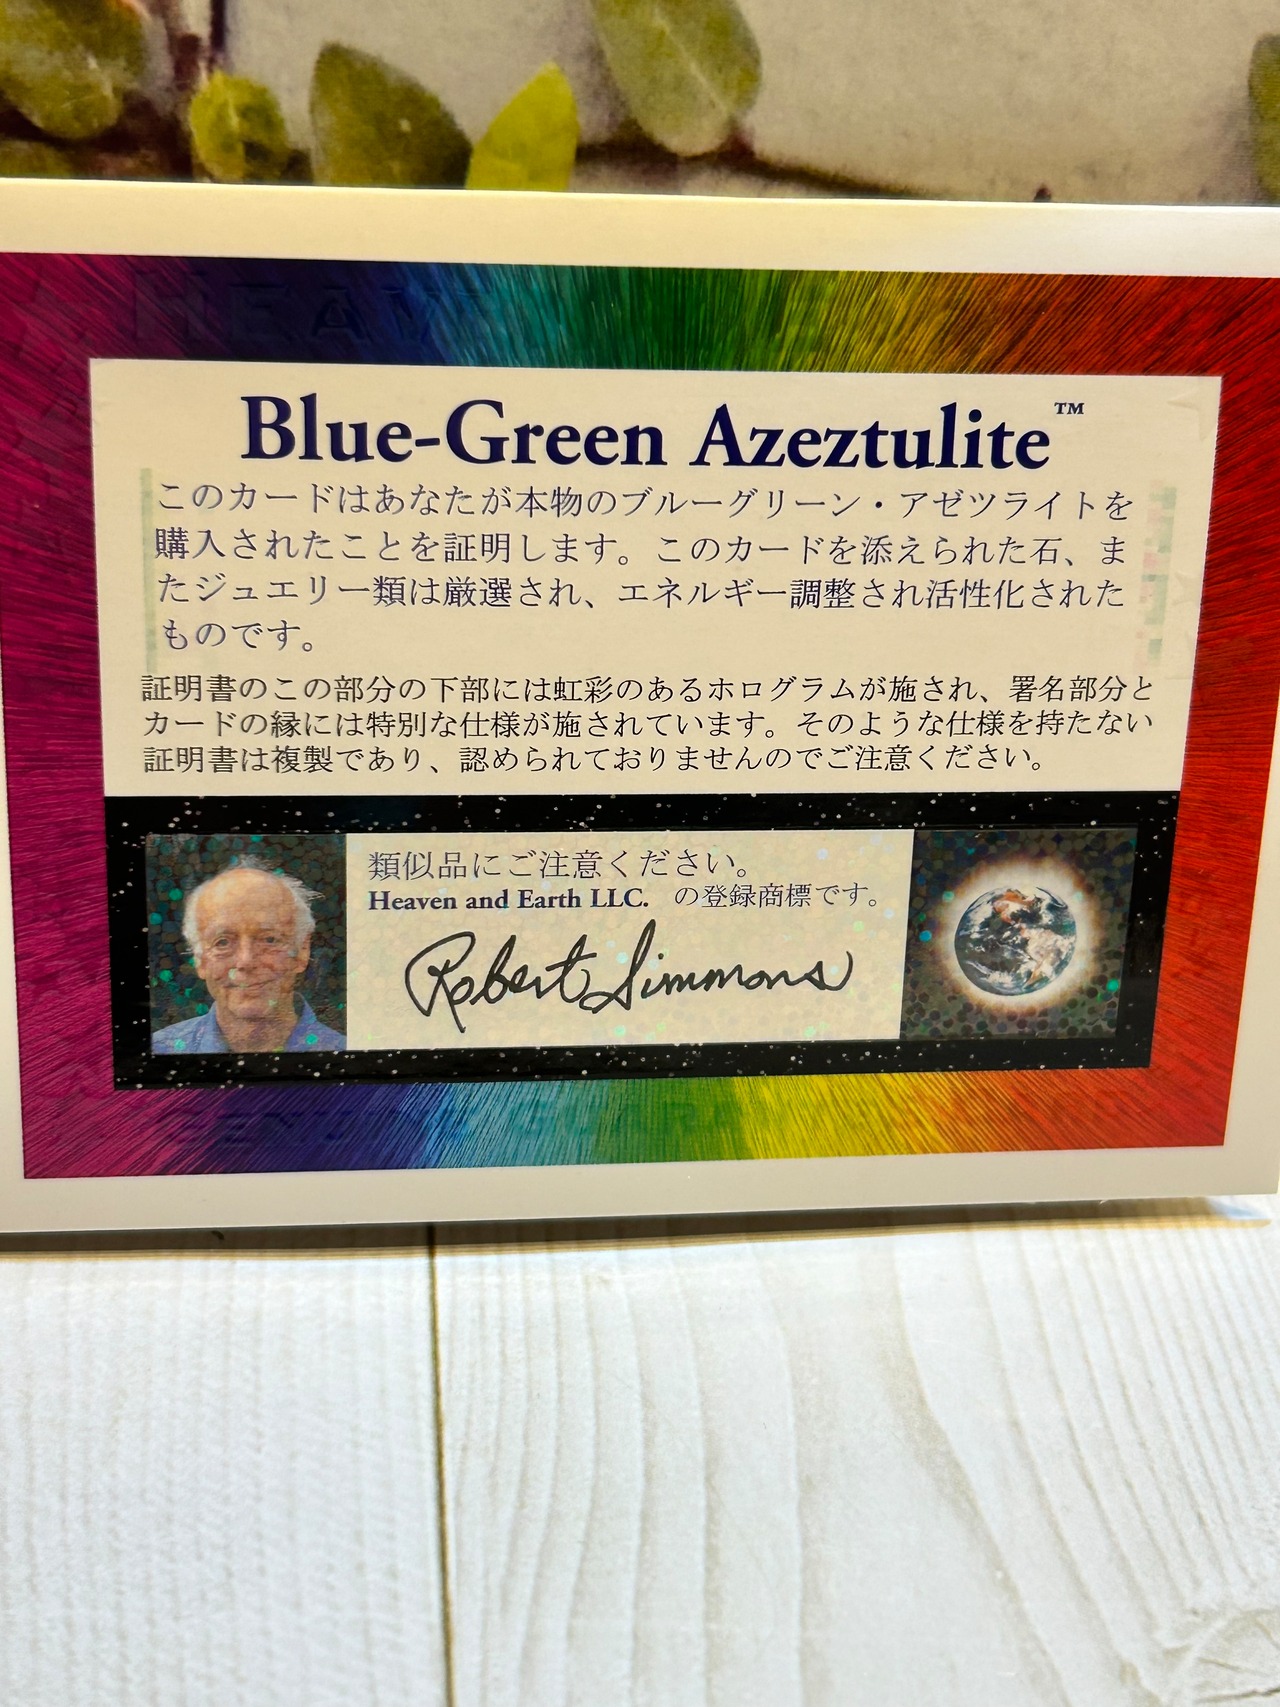 Blue-Green Azeztulite™
このカードはあなたが本物のブルーグリーン・アゼツライトを
購入されたことを証明します。このカードを添えられた石、ま
たジュエリー類は厳選され、エネルギー調整され活性化された
ものです。
証明書のこの部分の下部には虹彩のあるホログラムが施され、署名部分と
カードの縁には特別な仕様が施されています。そのような仕様を持たない
証明書は複製であり、認められておりませんのでご注意ください。
類似品にご注意ください。
Heaven and Earth LLC. の登録商標です。
Robert Simmons